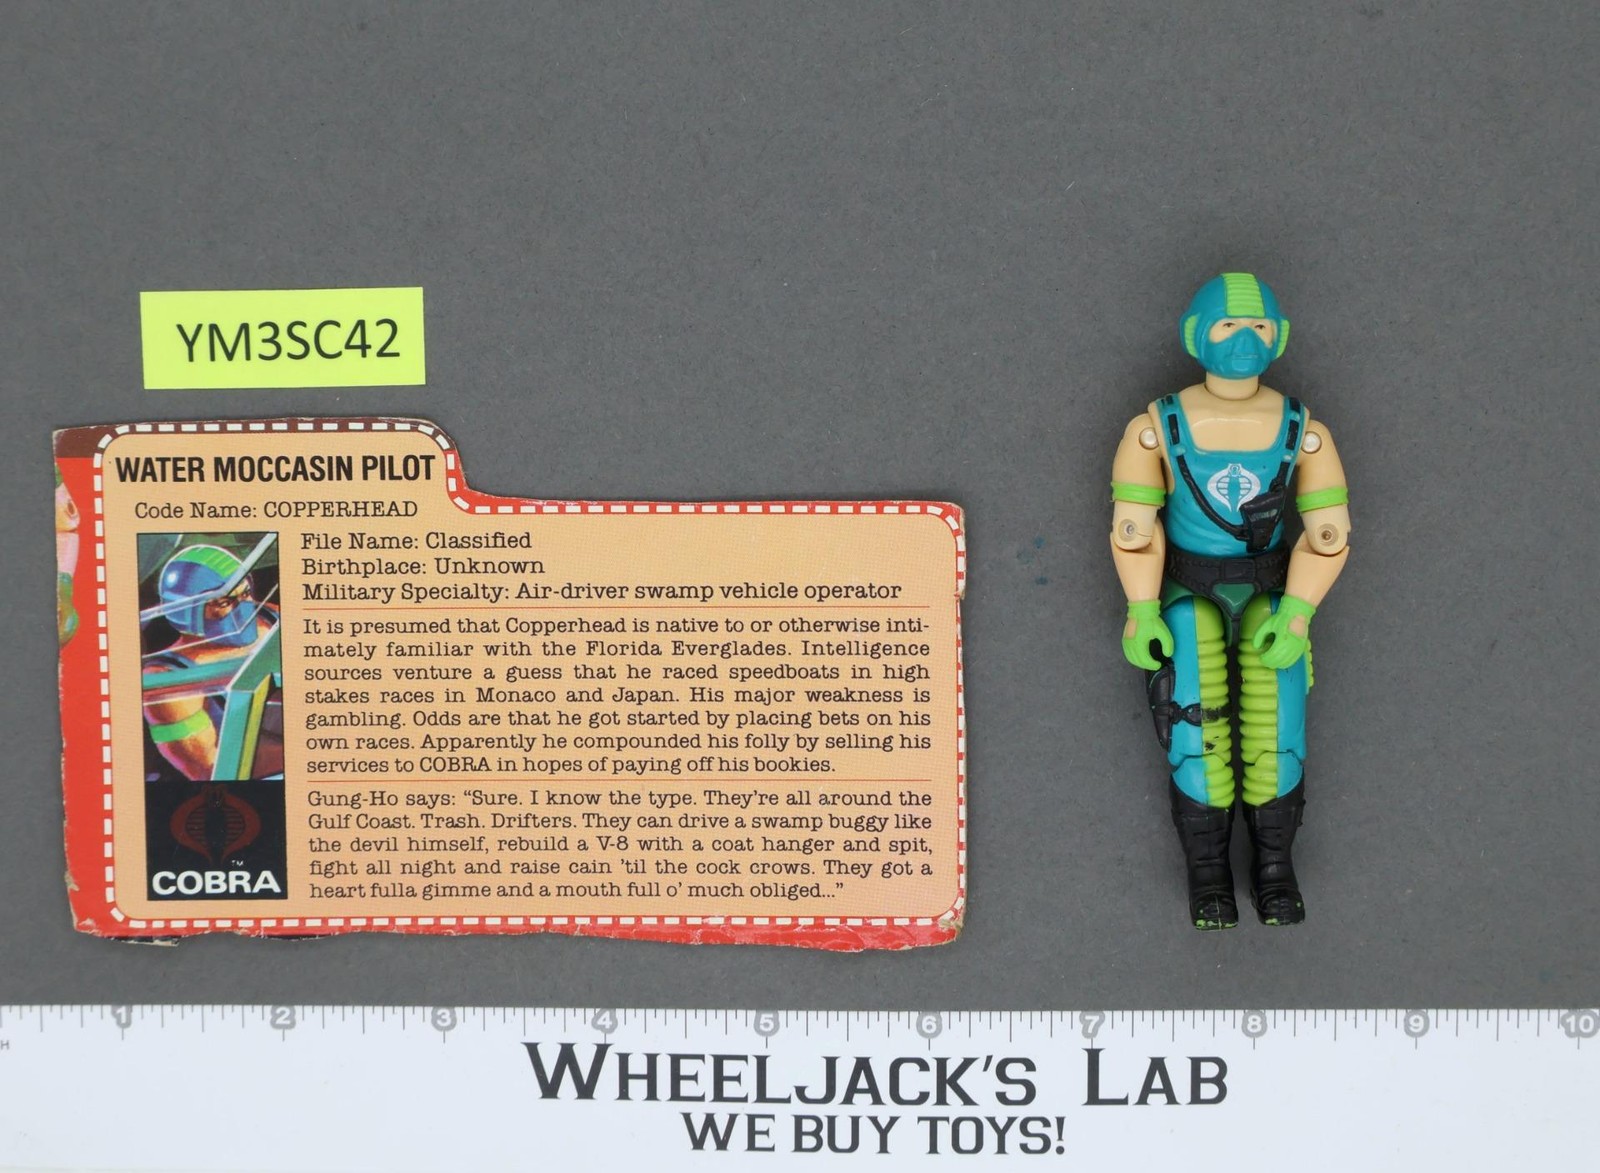 YM3SC42
WATER MOCCASIN PILOT
Code Name: COPPERHEAD
File Name: Classified
Birthplace: Unknown
Military Specialty: Air-driver swamp vehicle operator
It is presumed that Copperhead is native to or otherwise inti-
mately familiar with the Florida Everglades. Intelligence
sources venture a guess that he raced speedboats in high
stakes races in Monaco and Japan. His major weakness is
gambling. Odds are that he got started by placing bets on his
own races. Apparently he compounded his folly by selling his
services to COBRA in hopes of paying off his bookies.
Gung-Ho says: “Sure. I know the type. They're all around the
Gulf Coast. Trash. Drifters. They can drive a swamp buggy like
the devil himself, rebuild a V-8 with a coat hanger and spit,
fight all night and raise cain 'til the cock crows. They got a
heart fulla gimme and a mouth full o' much obliged...”
TM
COBRA
1 2 3 4 5 6 7 8 9 10
H
WHEELJACK'S LAB
WE BUY TOYS!